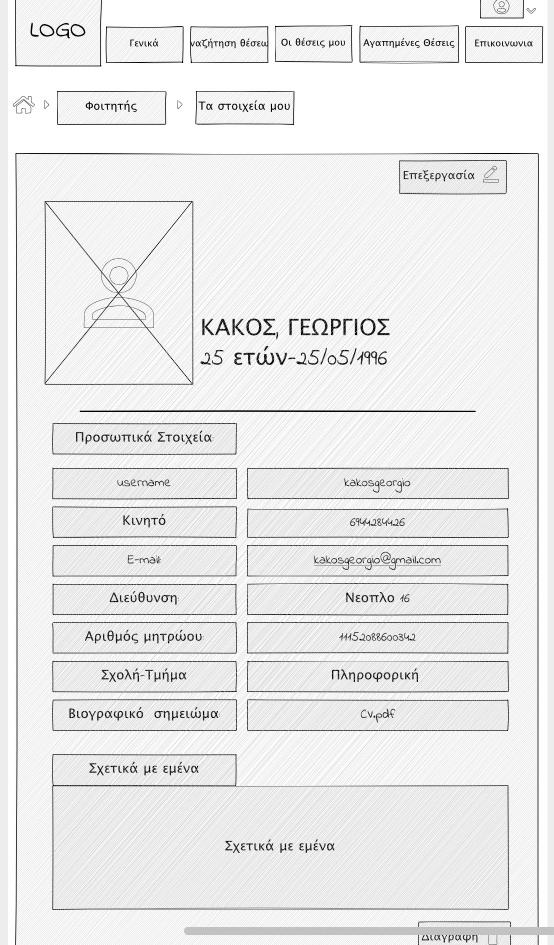 LOGO
Γενικά
ναζήτηση θέσεω
Οι θέσεις μου
Αγαπημένες Θέσεις
Επικοινωνια
Φοιτητής
Τα στοιχεία μου
Επεξεργασία
ΚΑΚΟΣ, ΓΕΩΡΓΙΟΣ
25 ετών-25/05/1996
Προσωπικά Στοιχεία
username kakosgeorgio
Κινητό 6944284426
E-mail kakosgeorgio@gmail.com
Διεύθυνση Νεοπλο 16
Αριθμός μητρώου 11152088600342
Σχολή-Τμήμα Πληροφορική
Βιογραφικό σημειώμα Cv.pdf
Σχετικά με εμένα
Σχετικά με εμένα
Διαγραφή